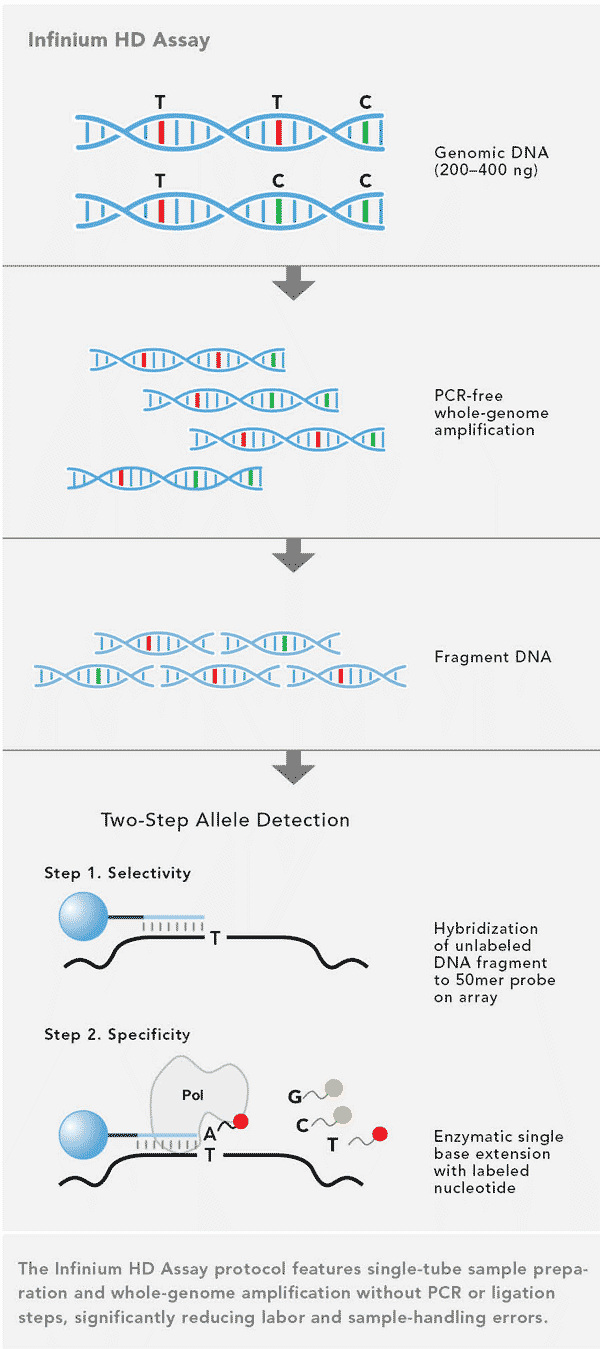 Infinium HD Assay
T T C
Genomic DNA
(200–400 ng)
T C C
PCR-free
whole-genome
amplification
Fragment DNA
Two-Step Allele Detection
Step 1. Selectivity
T
Hybridization
of unlabeled
DNA fragment
to 50mer probe
on array
Step 2. Specificity
Pol
G
C
A
T
T
Enzymatic single
base extension
with labeled
nucleotide
The Infinium HD Assay protocol features single-tube sample prepa-
ration and whole-genome amplification without PCR or ligation
steps, significantly reducing labor and sample-handling errors.